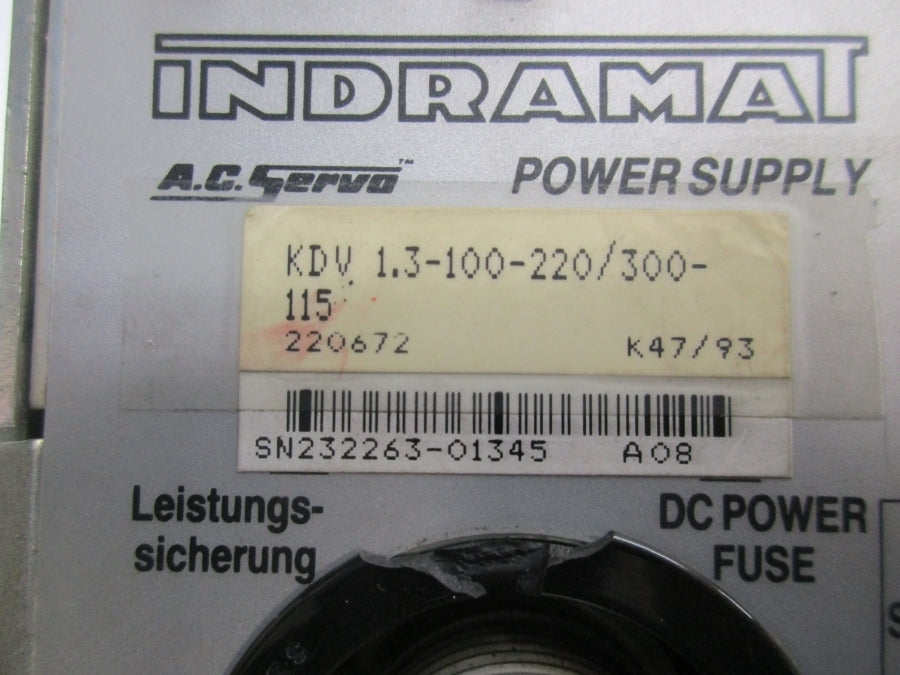 INDRAMAT
A.C. Servo™
POWER SUPPLY
KDV 1.3-100-220/300-
115
220672 K47/93
SN232263-01345 A08
Leistungs-
sicherung
DC POWER
FUSE
S